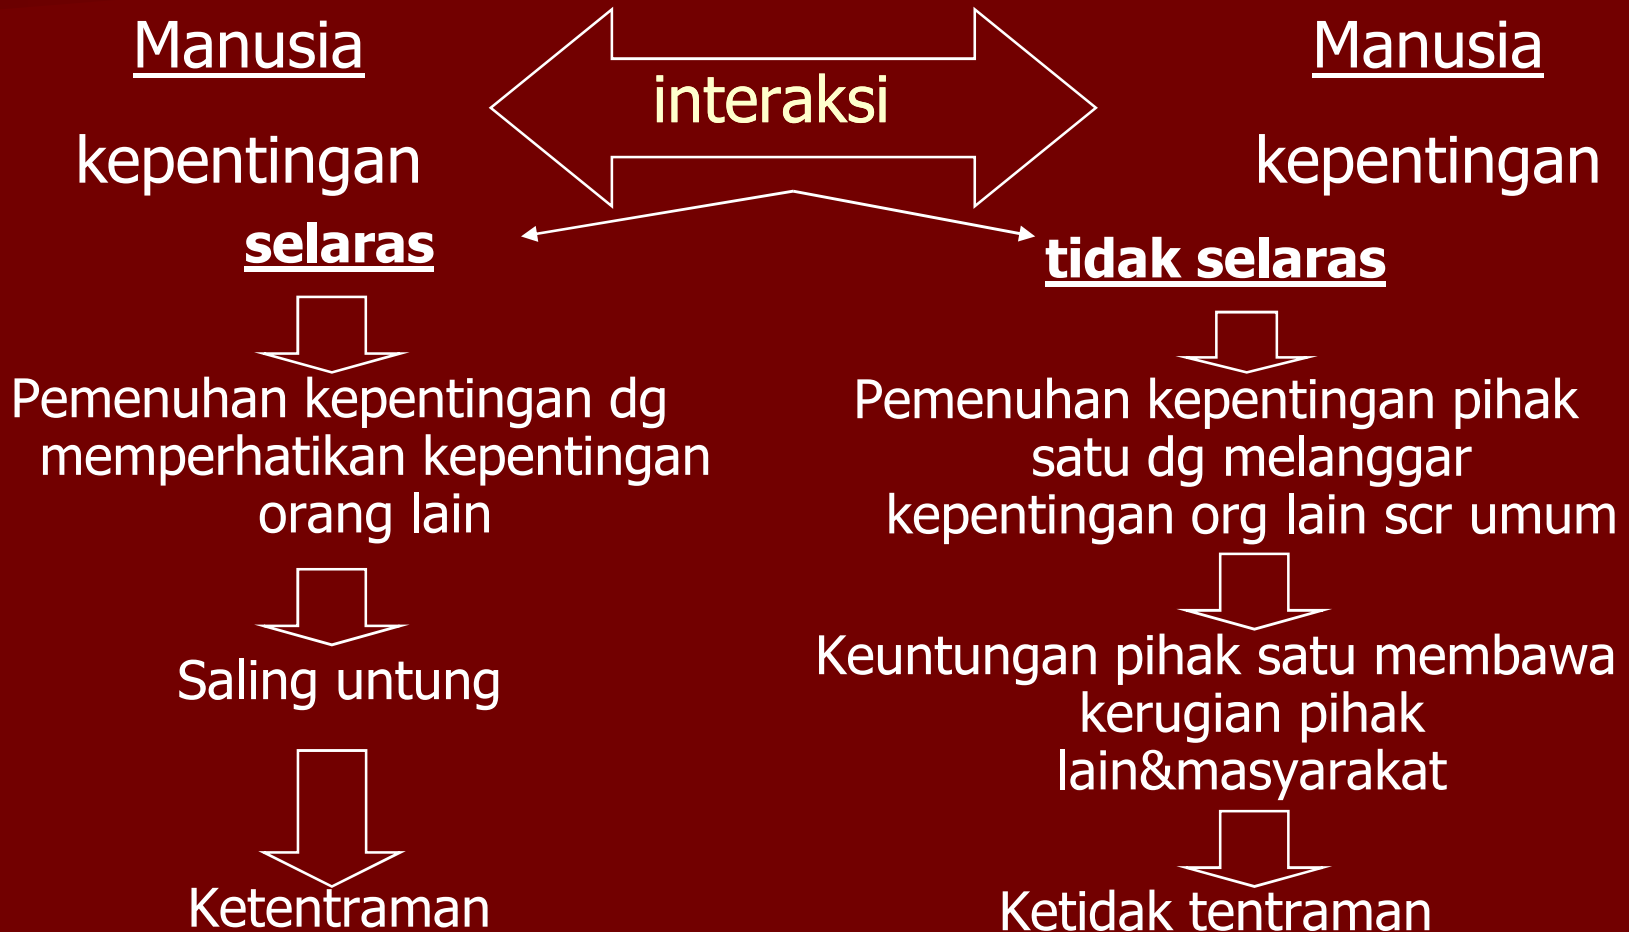 Manusia
interaksi
Manusia
kepentingan
kepentingan
selaras
tidak selaras
Pemenuhan kepentingan dg
memperhatikan kepentingan
orang lain
Saling untung
Ketentraman
Pemenuhan kepentingan pihak
satu dg melanggar
kepentingan org lain scr umum
Keuntungan pihak satu membawa
kerugian pihak
lain&masyarakat
Ketidak tentraman